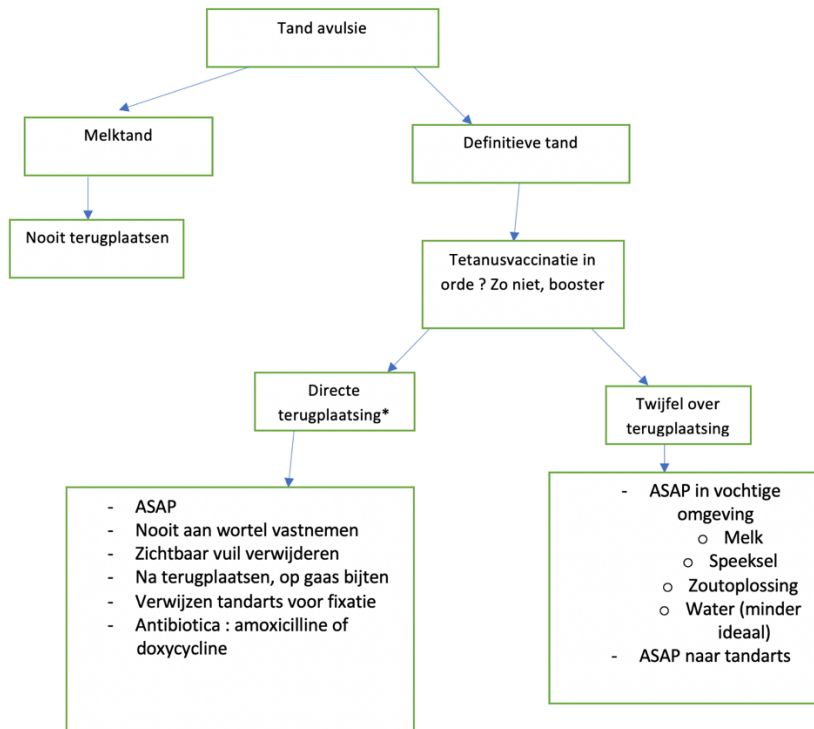 Tand avulsie
Melktand
Definitieve tand
Nooit terugplaatsen
Tetanusvaccinatie in
orde ? Zo niet, booster
Directe
terugplaatsing*
Twijfel over
terugplaatsing
- ASAP
- Nooit aan wortel vastnemen
- Zichtbaar vuil verwijderen
- Na terugplaatsen, op gaas bijten
- Verwijzen tandarts voor fixatie
- Antibiotica : amoxicilline of
doxycycline
- ASAP in vochtige
omgeving
o Melk
o Speeksel
o Zoutoplossing
o Water (minder
ideaal)
- ASAP naar tandarts